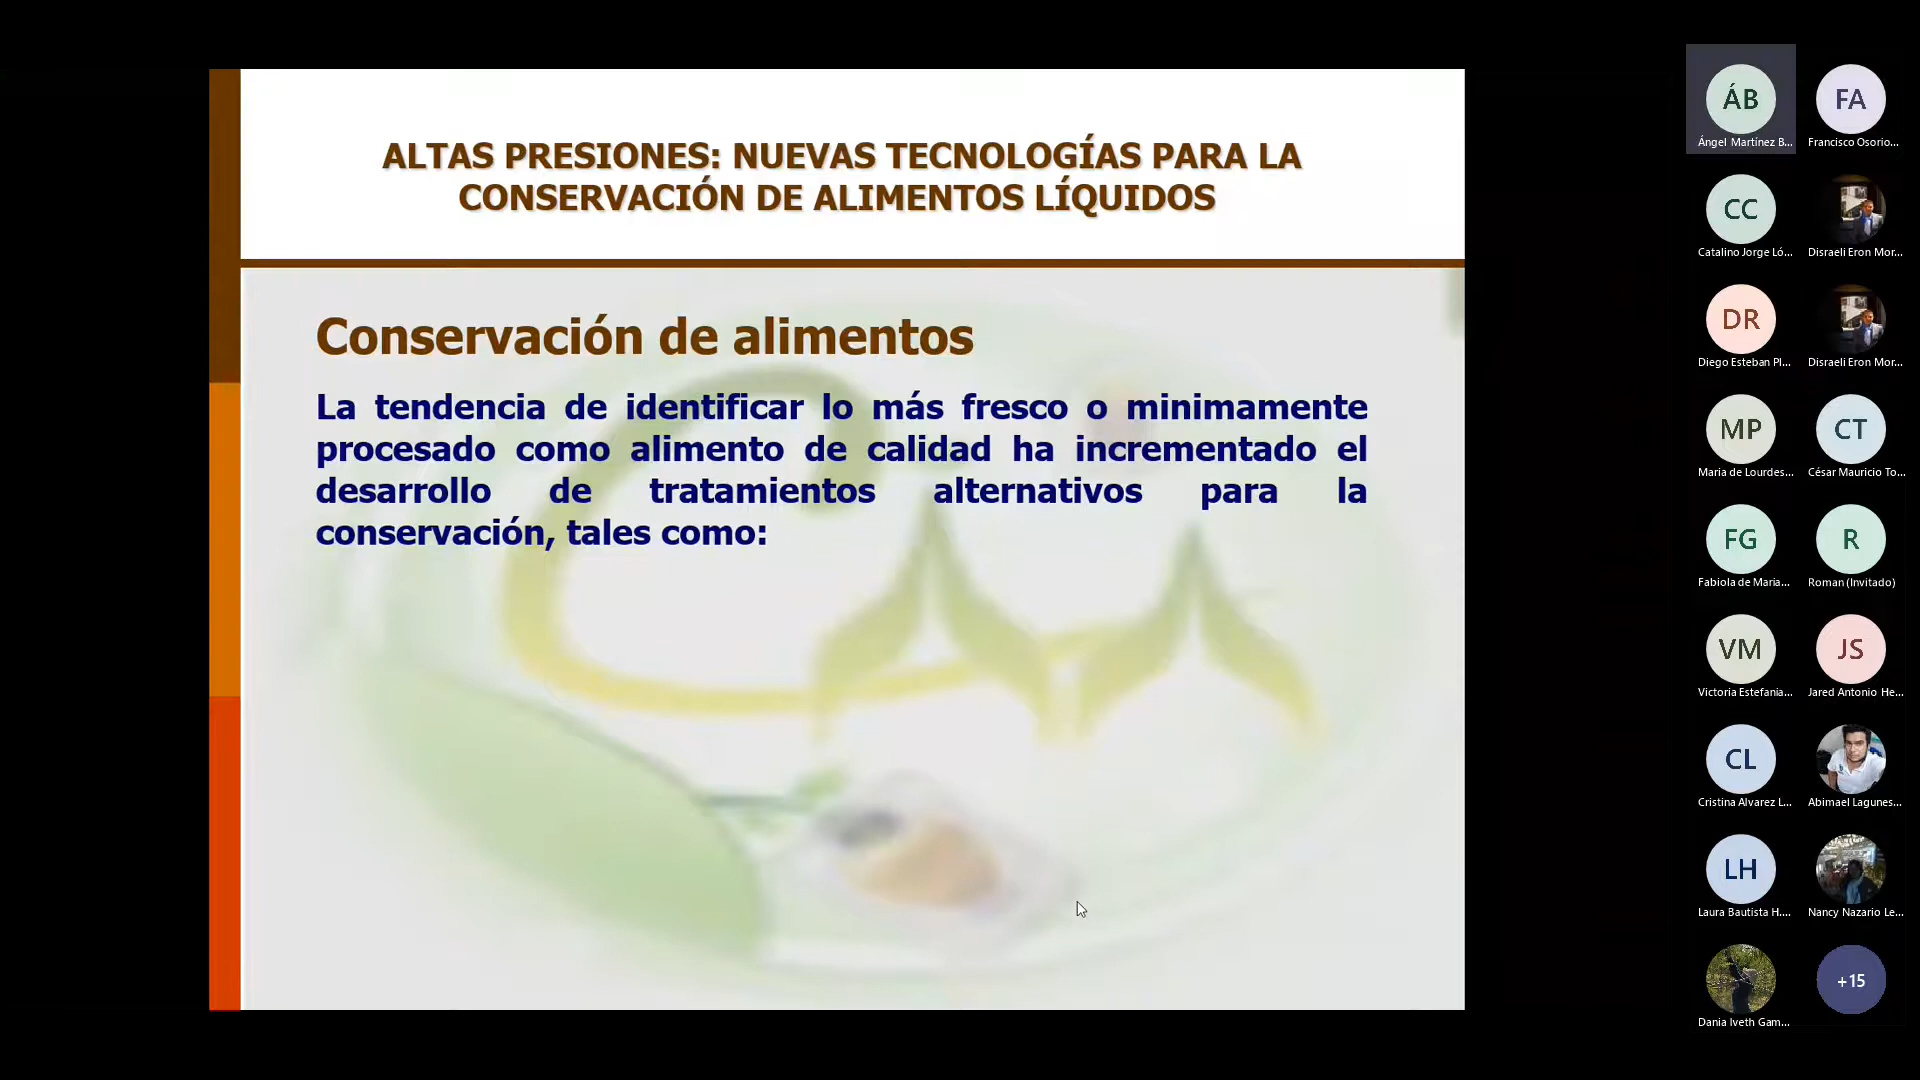 ALTAS PRESIONES: NUEVAS TECNOLOGÍAS PARA LA
CONSERVACIÓN DE ALIMENTOS LÍQUIDOS
Conservación de alimentos
La tendencia de identificar lo más fresco o minimamente
procesado como alimento de calidad ha incrementado el
desarrollo de tratamientos alternativos para la
conservación, tales como:
ÁB
FA
Ángel Martínez B...
Francisco Osorio...
CC
Catalino Jorge Ló...
Disraeli Eron Mor...
DR
Diego Esteban Pl...
Disraeli Eron Mor...
MP
CT
Maria de Lourdes...
César Mauricio To...
FG
R
Fabiola de Maria...
Roman (Invitado)
VM
JS
Victoria Estefania...
Jared Antonio He...
CL
Cristina Alvarez L...
Abimael Lagunes...
LH
Laura Bautista H....
Nancy Nazario Le...
+15
Dania Iveth Gam...